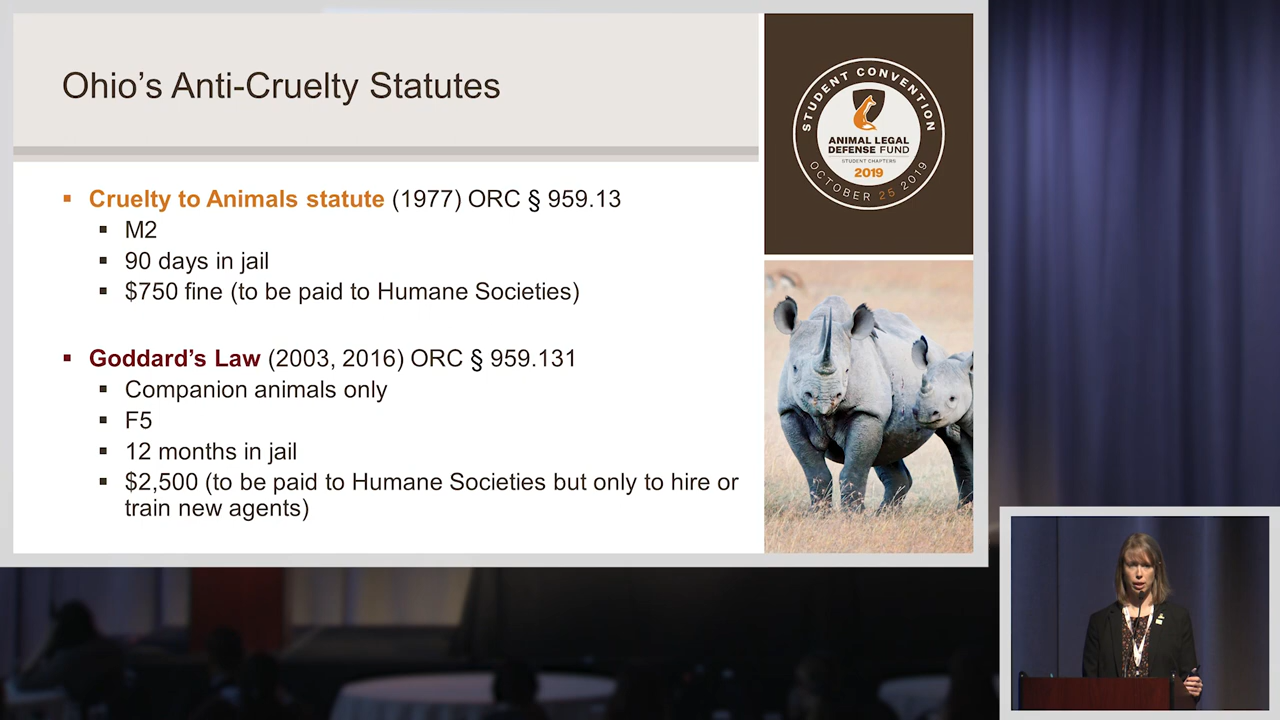 Ohio’s Anti-Cruelty Statutes
▪ Cruelty to Animals statute (1977) ORC § 959.13
▪ M2
▪ 90 days in jail
▪ $750 fine (to be paid to Humane Societies)
▪ Goddard’s Law (2003, 2016) ORC § 959.131
▪ Companion animals only
▪ F5
▪ 12 months in jail
▪ $2,500 (to be paid to Humane Societies but only to hire or
train new agents)
STUDENT CONVENTION
ANIMAL LEGAL
DEFENSE FUND
STUDENT CHAPTERS
2019
OCTOBER 25 2019